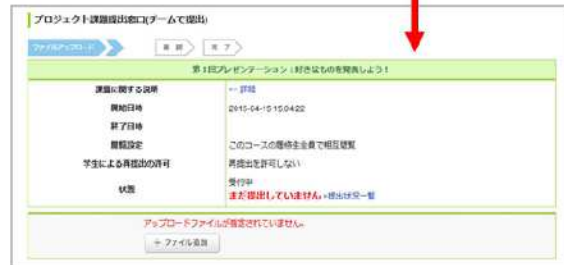 プロジェクト課題提出窓口(チームで提出)
ファイルアップロード 確認 完了
第1回プレゼンテーション:好きなものを発表しよう!
課題に関する説明 詳細
開始日時 2015-04-15 15:04:22
終了日時
閲覧設定 このコースの履修生全員で相互閲覧
学生による再提出の許可 再提出を許可しない
状態 受付中
まだ提出していません。 »提出状況一覧
アップロードファイルが指定されていません。
+ ファイル追加